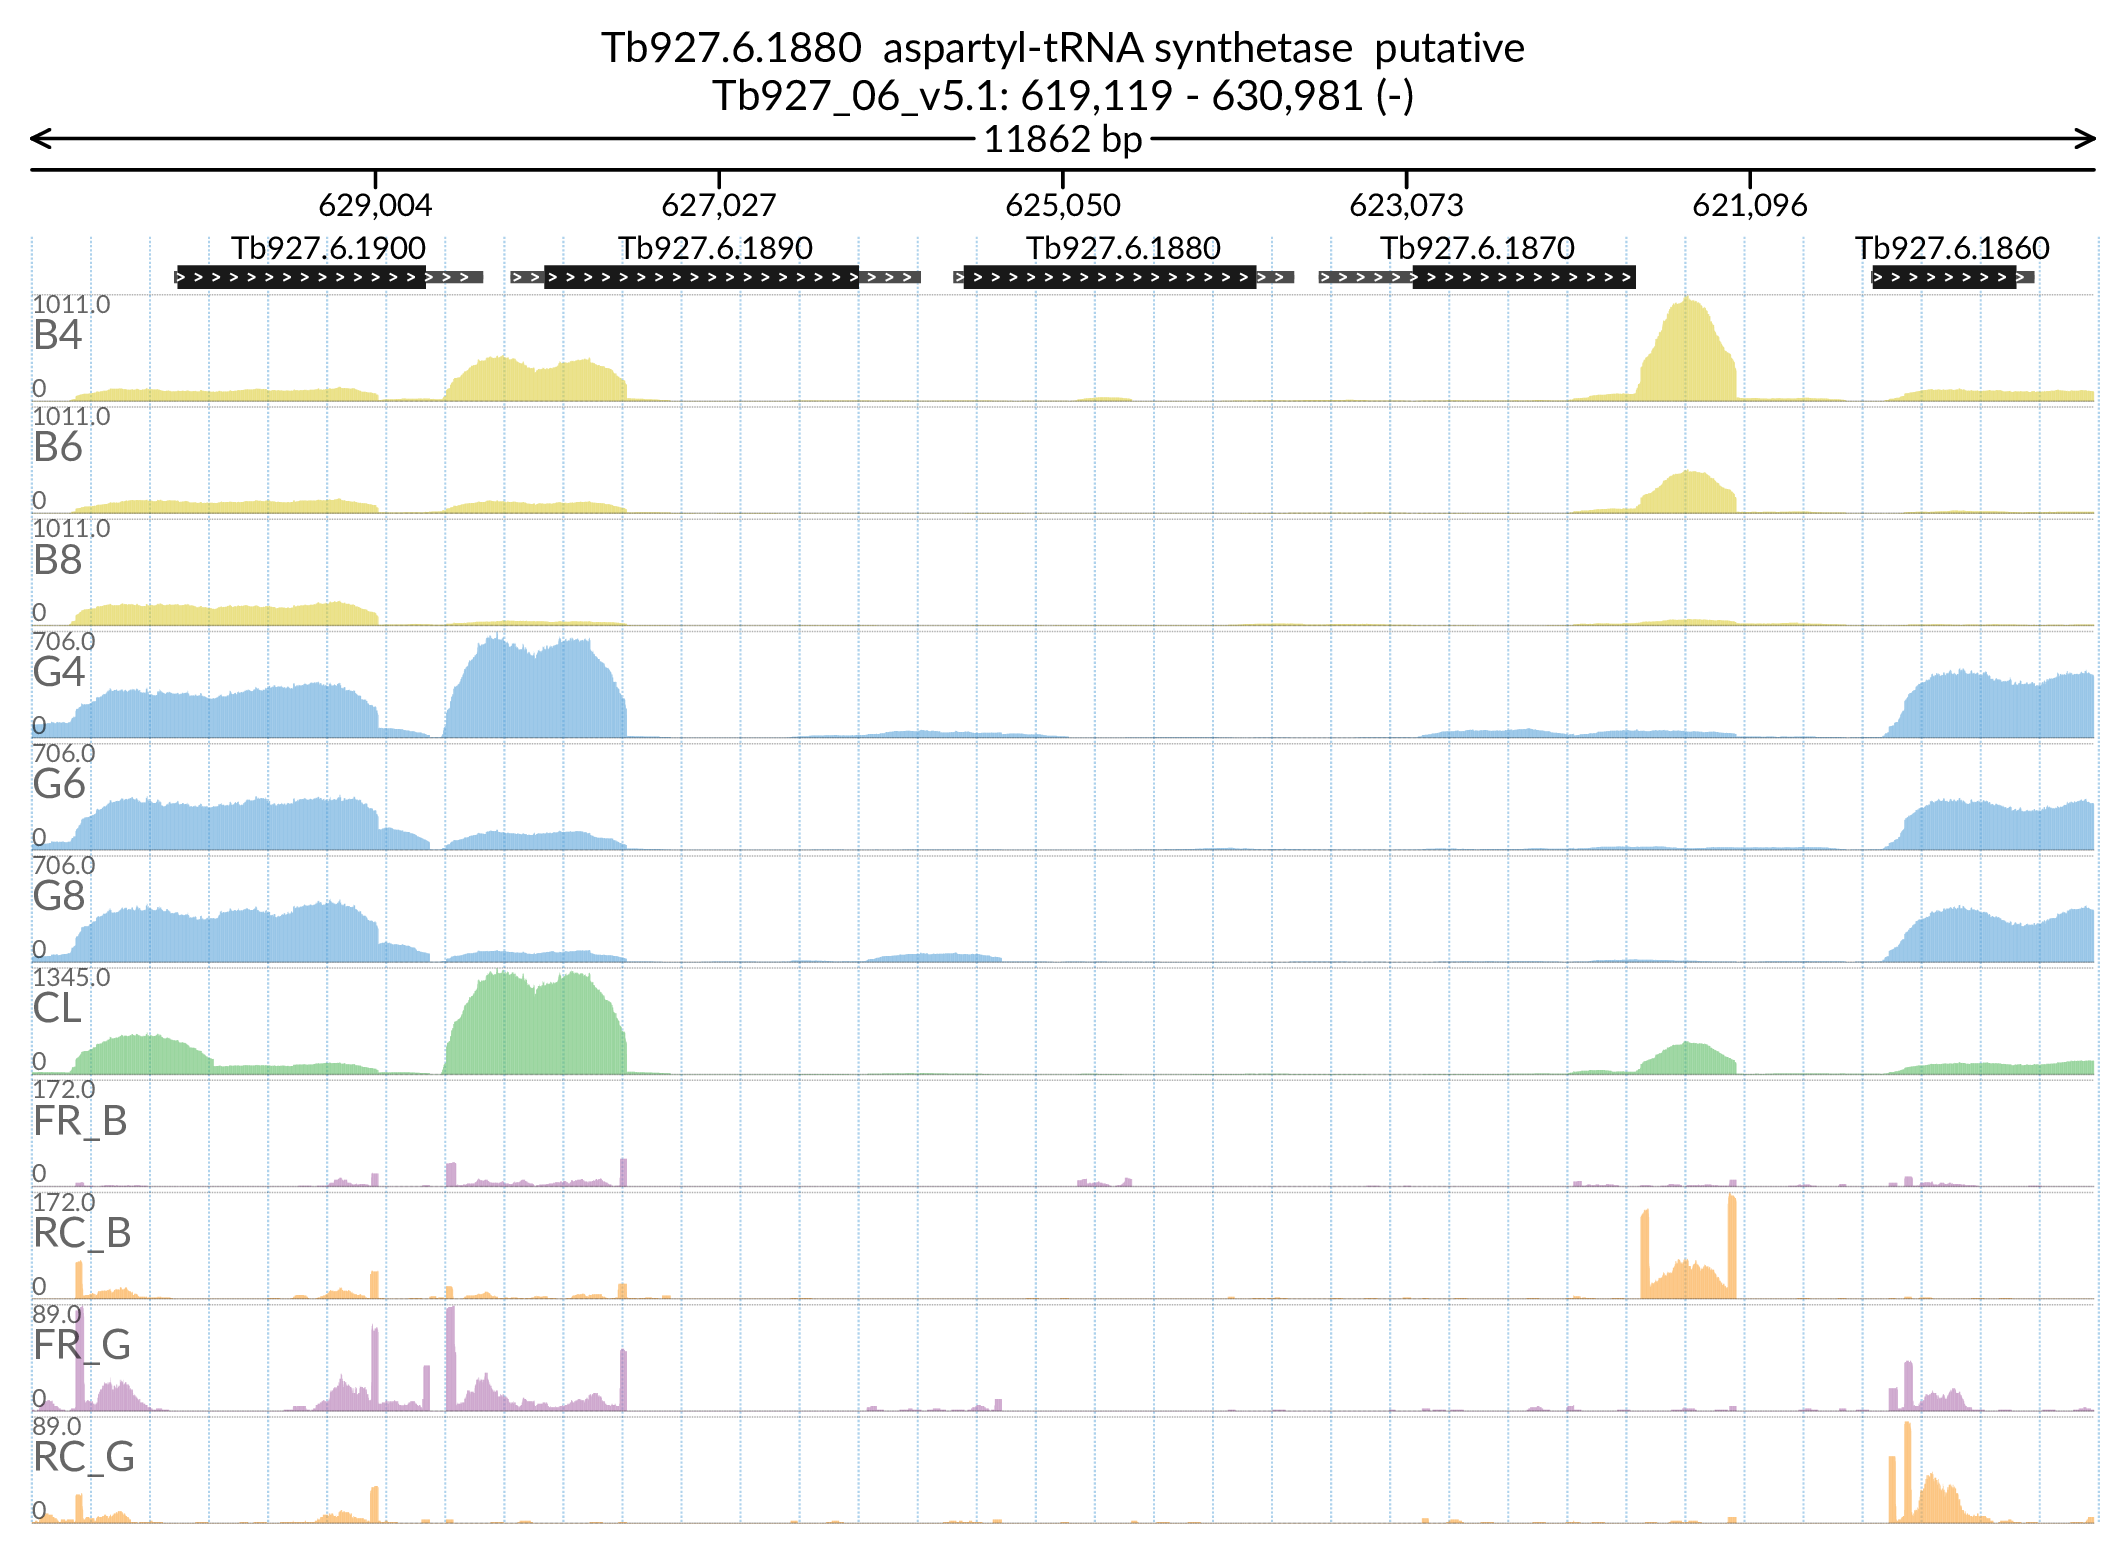 Tb927.6.1880 aspartyl-tRNA synthetase putative
Tb927_06_v5.1: 619,119 - 630,981 (-)
11862 bp
629,004 627,027 625,050 623,073 621,096
Tb927.6.1900 Tb927.6.1890 Tb927.6.1880 Tb927.6.1870 Tb927.6.1860
1011.0
B4
0
1011.0
B6
0
1011.0
B8
0
706.0
G4
0
706.0
G6
0
706.0
G8
0
1345.0
CL
0
172.0
FR_B
0
172.0
RC_B
0
89.0
FR_G
0
89.0
RC_G
0